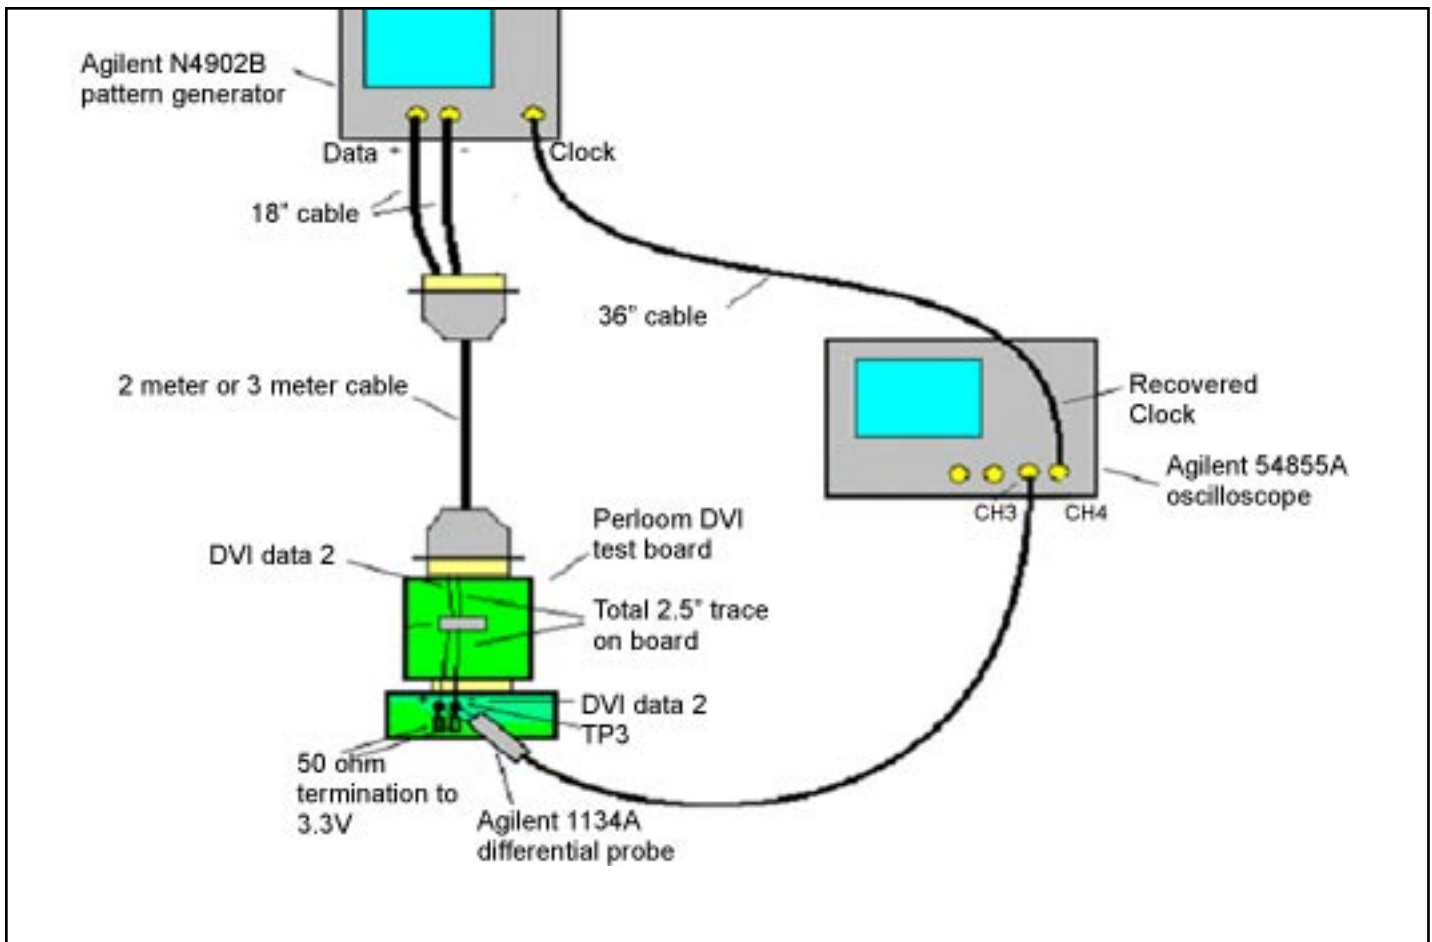 Agilent N4902B
pattern generator
Data + -
Clock
18" cable
36" cable
2 meter or 3 meter cable
Recovered
Clock
Agilent 54855A
oscilloscope
CH3
CH4
Perloom DVI
test board
DVI data 2
Total 2.5" trace
on board
DVI data 2
TP3
50 ohm
termination to
3.3V
Agilent 1134A
differential probe